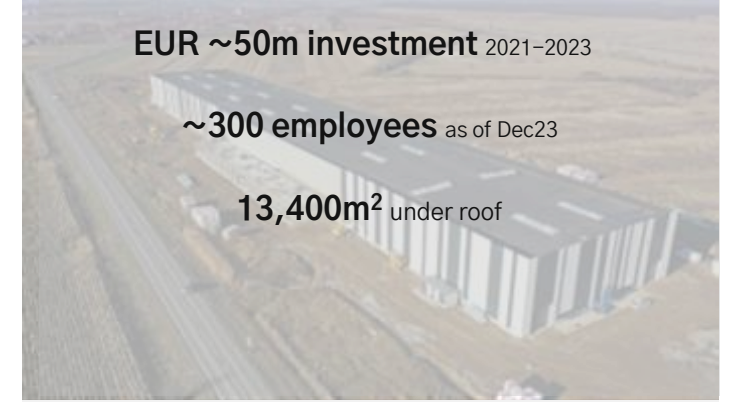 EUR ~50m investment 2021–2023
~300 employees as of Dec23
13,400m² under roof